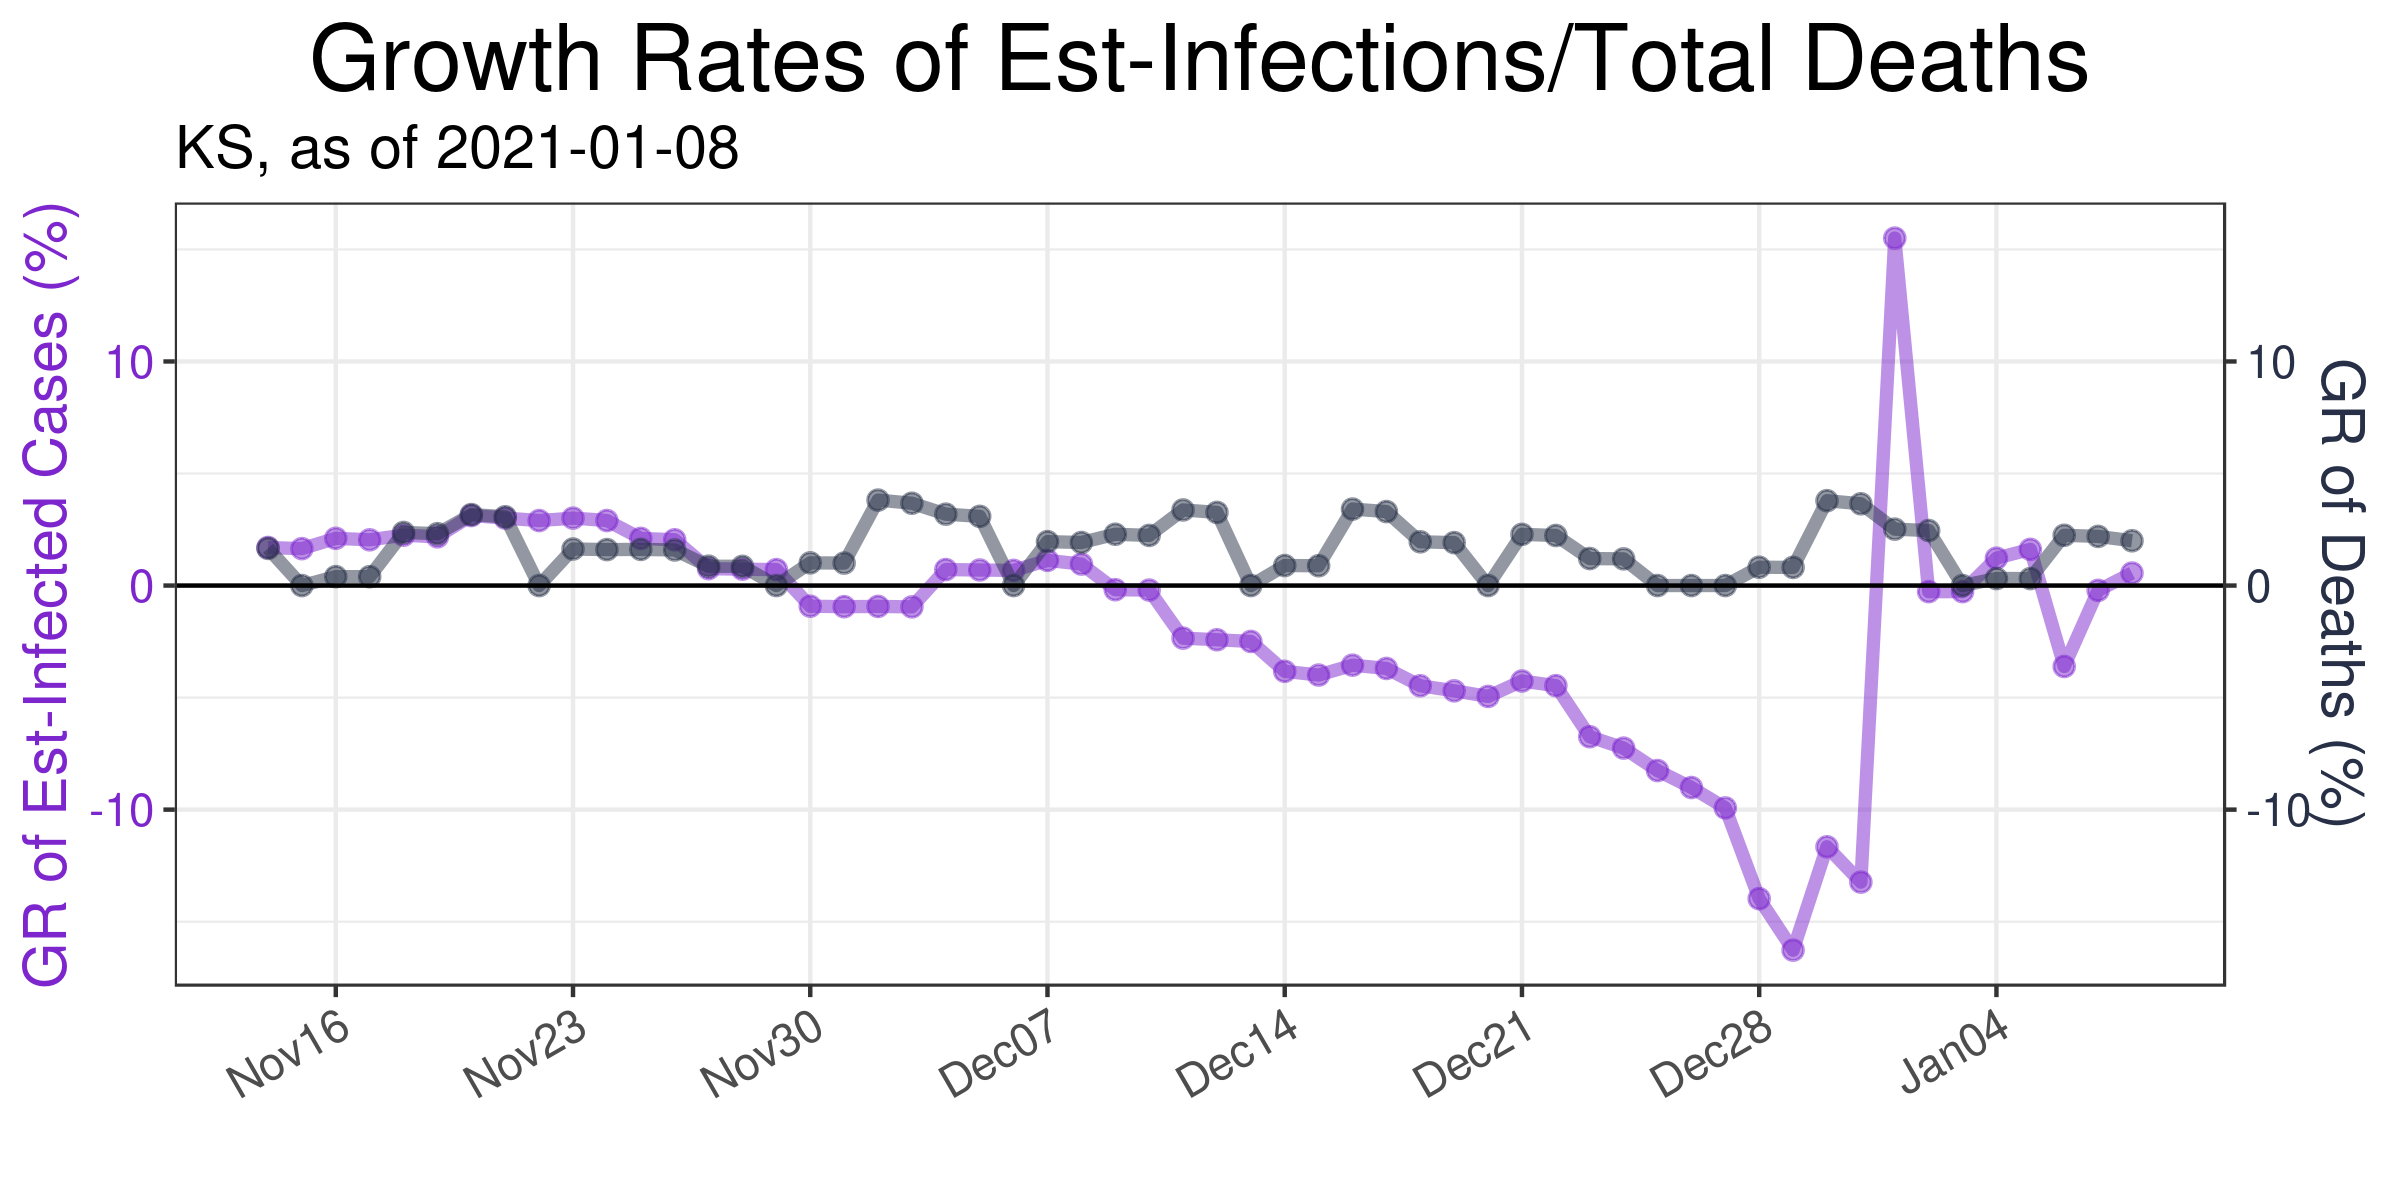 Growth Rates of Est-Infections/Total Deaths
KS, as of 2021-01-08
GR of Est-Infected Cases (%)
10
0
-10
10
0
-10
GR of Deaths (%)
Nov16
Nov23
Nov30
Dec07
Dec14
Dec21
Dec28
Jan04